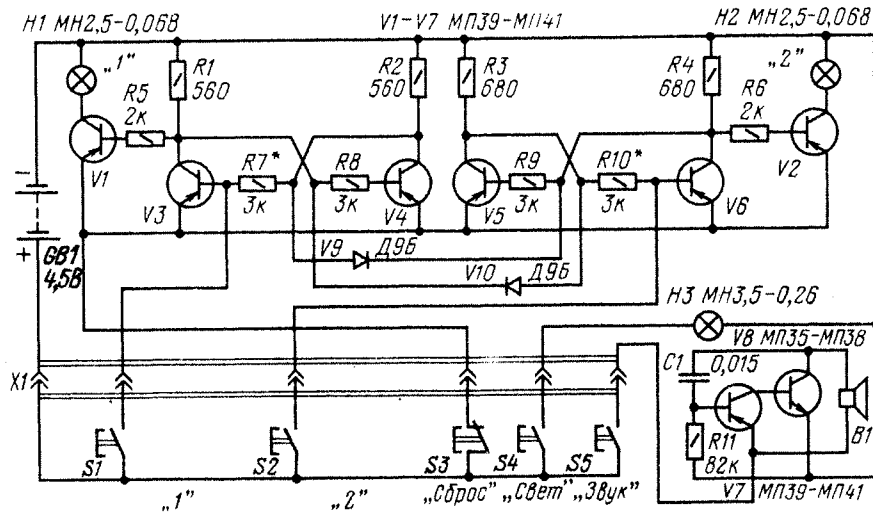 H1 МН2,5-0,068 V1-V7 МП39-МП41 H2 МН2,5-0,068
„1" R1 560 R2 560 R3 680 R4 680 „2"
R5 2к R6 2к
V1 R7* 3к R8 3к R9 3к R10* 3к V2
V3 V4 V5 V6
- + GB1 4,5В
V9 Д9Б
V10 Д9Б
H3 МН3,5-0,26
V8 МП35-МП38
X1 C1 0,015
R11 82к B1
S1 S2 S3 S4 S5
V7 МП39-МП41
„1" „2" „Сброс" „Свет" „Звук"